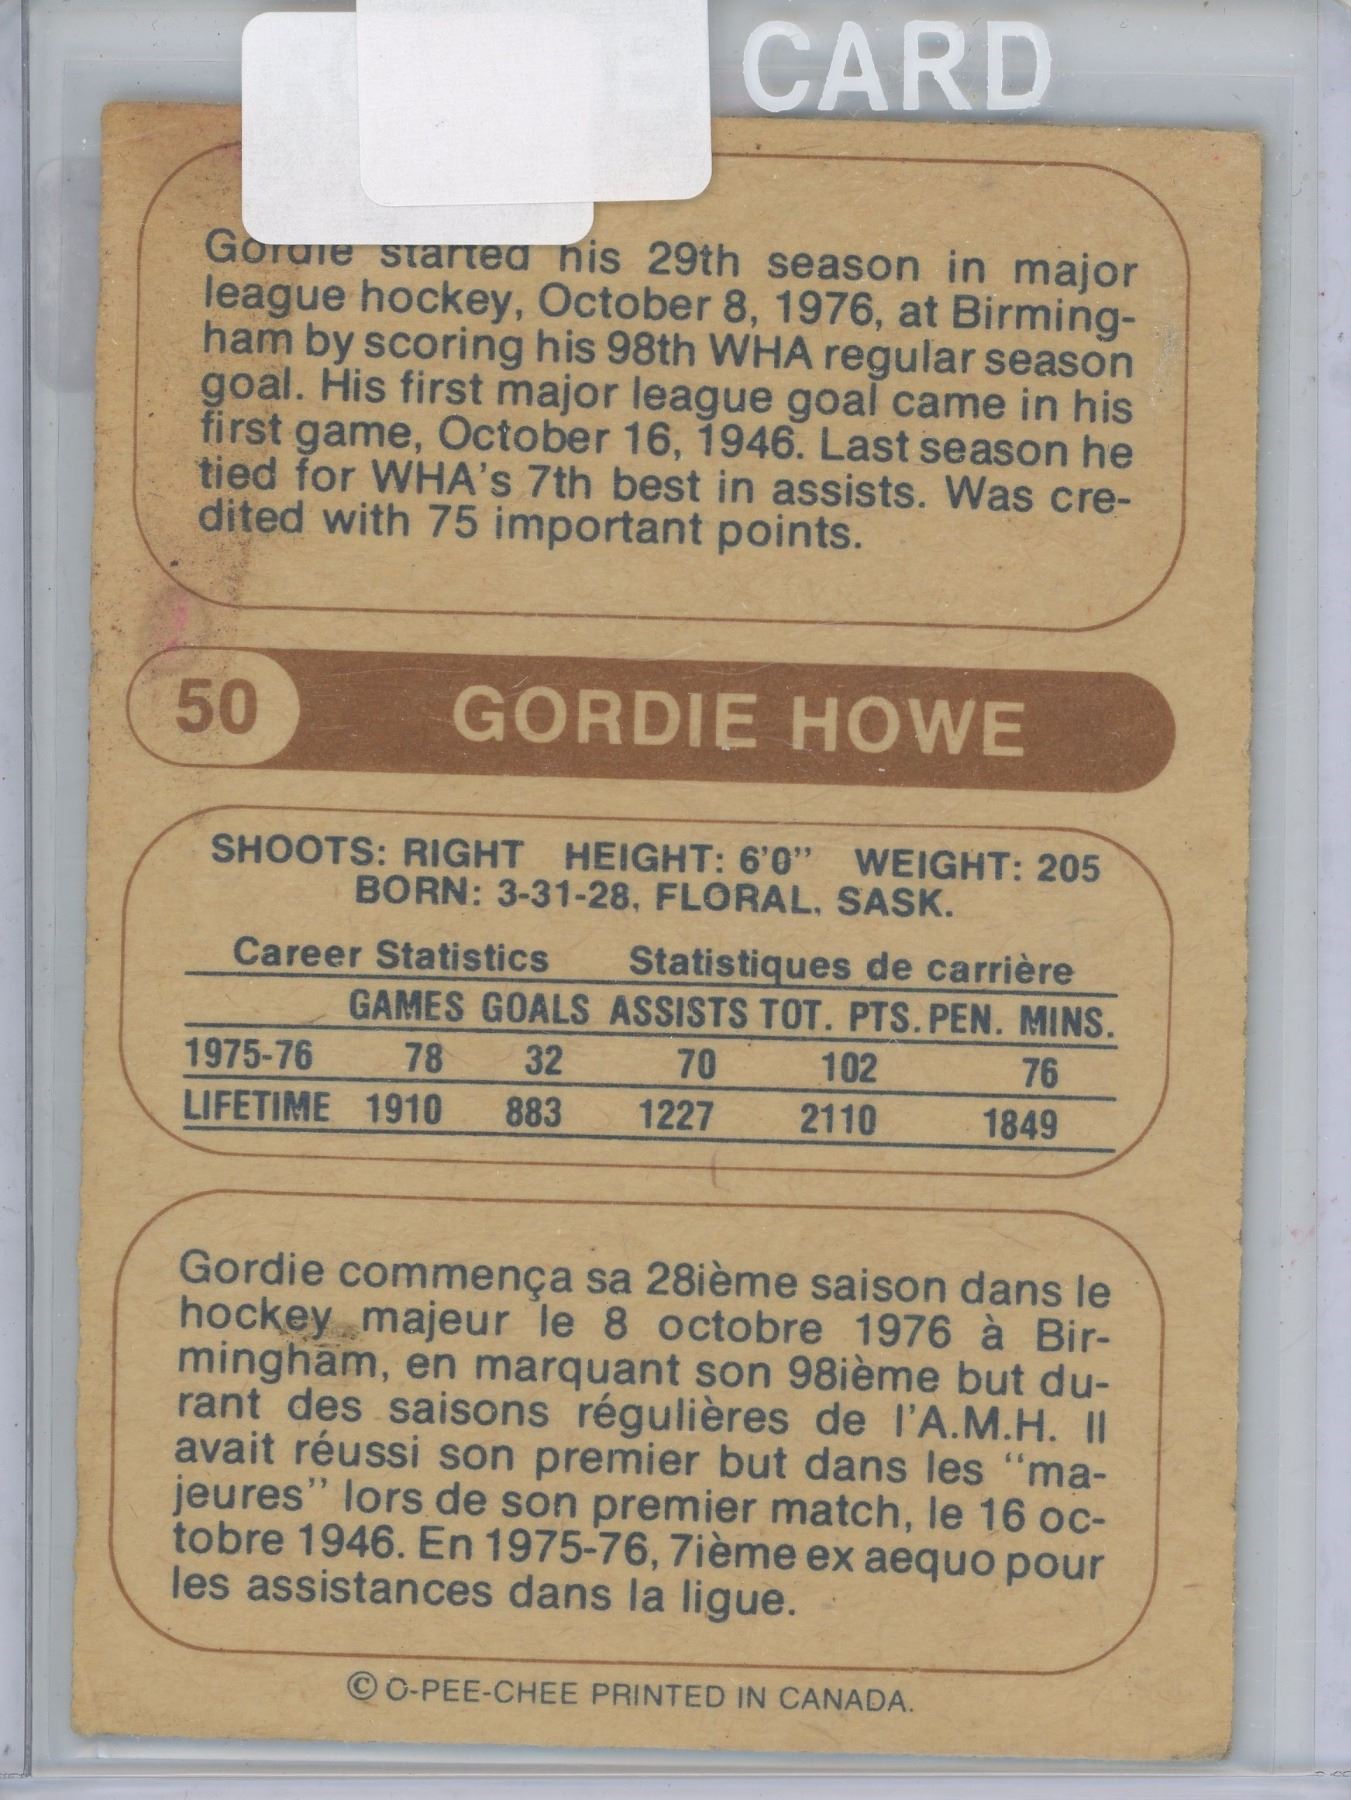 CARD
Gordie started his 29th season in major
league hockey, October 8, 1976, at Birming-
ham by scoring his 98th WHA regular season
goal. His first major league goal came in his
first game, October 16, 1946. Last season he
tied for WHA's 7th best in assists. Was cre-
dited with 75 important points.
50 GORDIE HOWE
SHOOTS: RIGHT HEIGHT: 6'0" WEIGHT: 205
BORN: 3-31-28, FLORAL, SASK.
Career Statistics Statistiques de carrière
GAMES GOALS ASSISTS TOT. PTS. PEN. MINS.
1975-76 78 32 70 102 76
LIFETIME 1910 883 1227 2110 1849
Gordie commença sa 28ième saison dans le
hockey majeur le 8 octobre 1976 à Bir-
mingham, en marquant son 98ième but du-
rant des saisons régulières de l'A.M.H. Il
avait réussi son premier but dans les "ma-
jeures" lors de son premier match, le 16 oc-
tobre 1946. En 1975-76, 7ième ex aequo pour
les assistances dans la ligue.
© O-PEE-CHEE PRINTED IN CANADA.